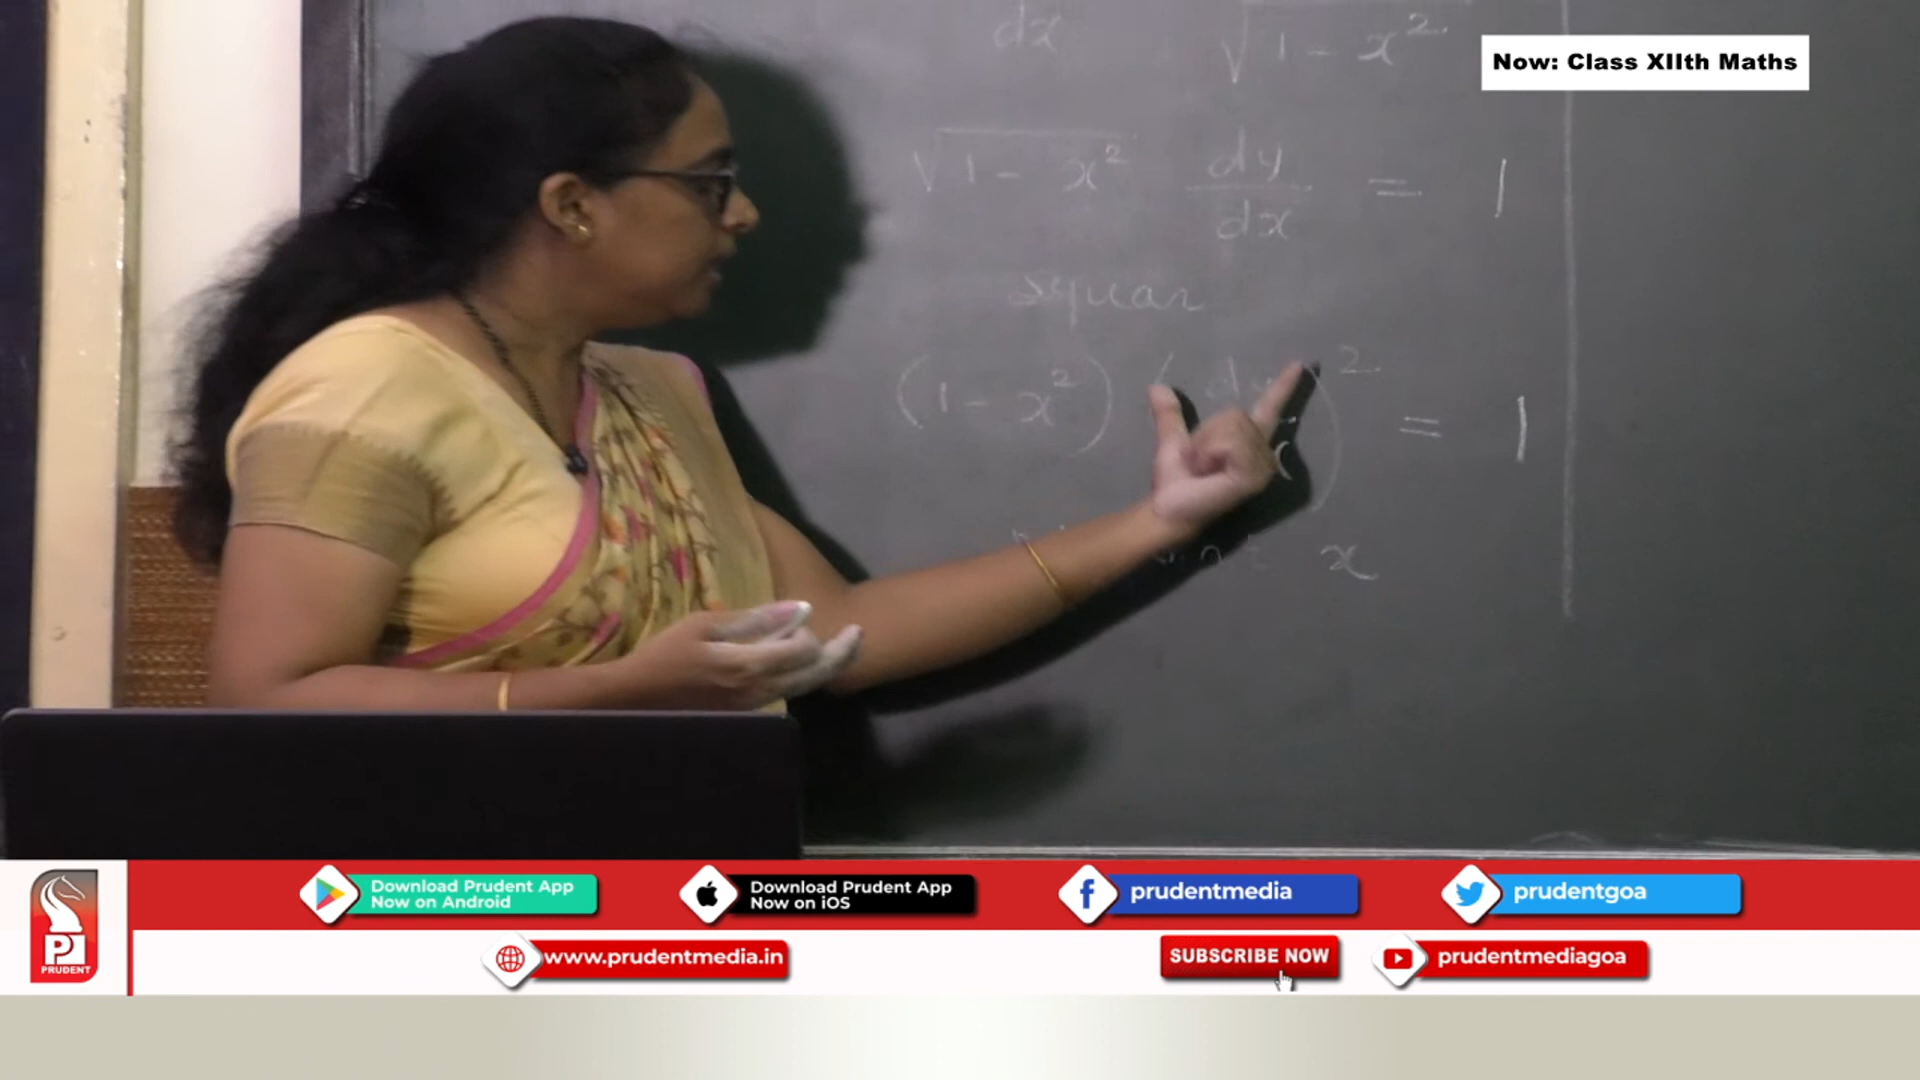 dx √1 - x²
Now: Class XIIth Maths
√1 - x² dy/dx = 1
squar
(1 - x²) ( dy )² = 1
x
Download Prudent App
Now on Android
Download Prudent App
Now on iOS
prudentmedia
prudentgoa
PRUDENT
www.prudentmedia.in
SUBSCRIBE NOW
prudentmediagoa